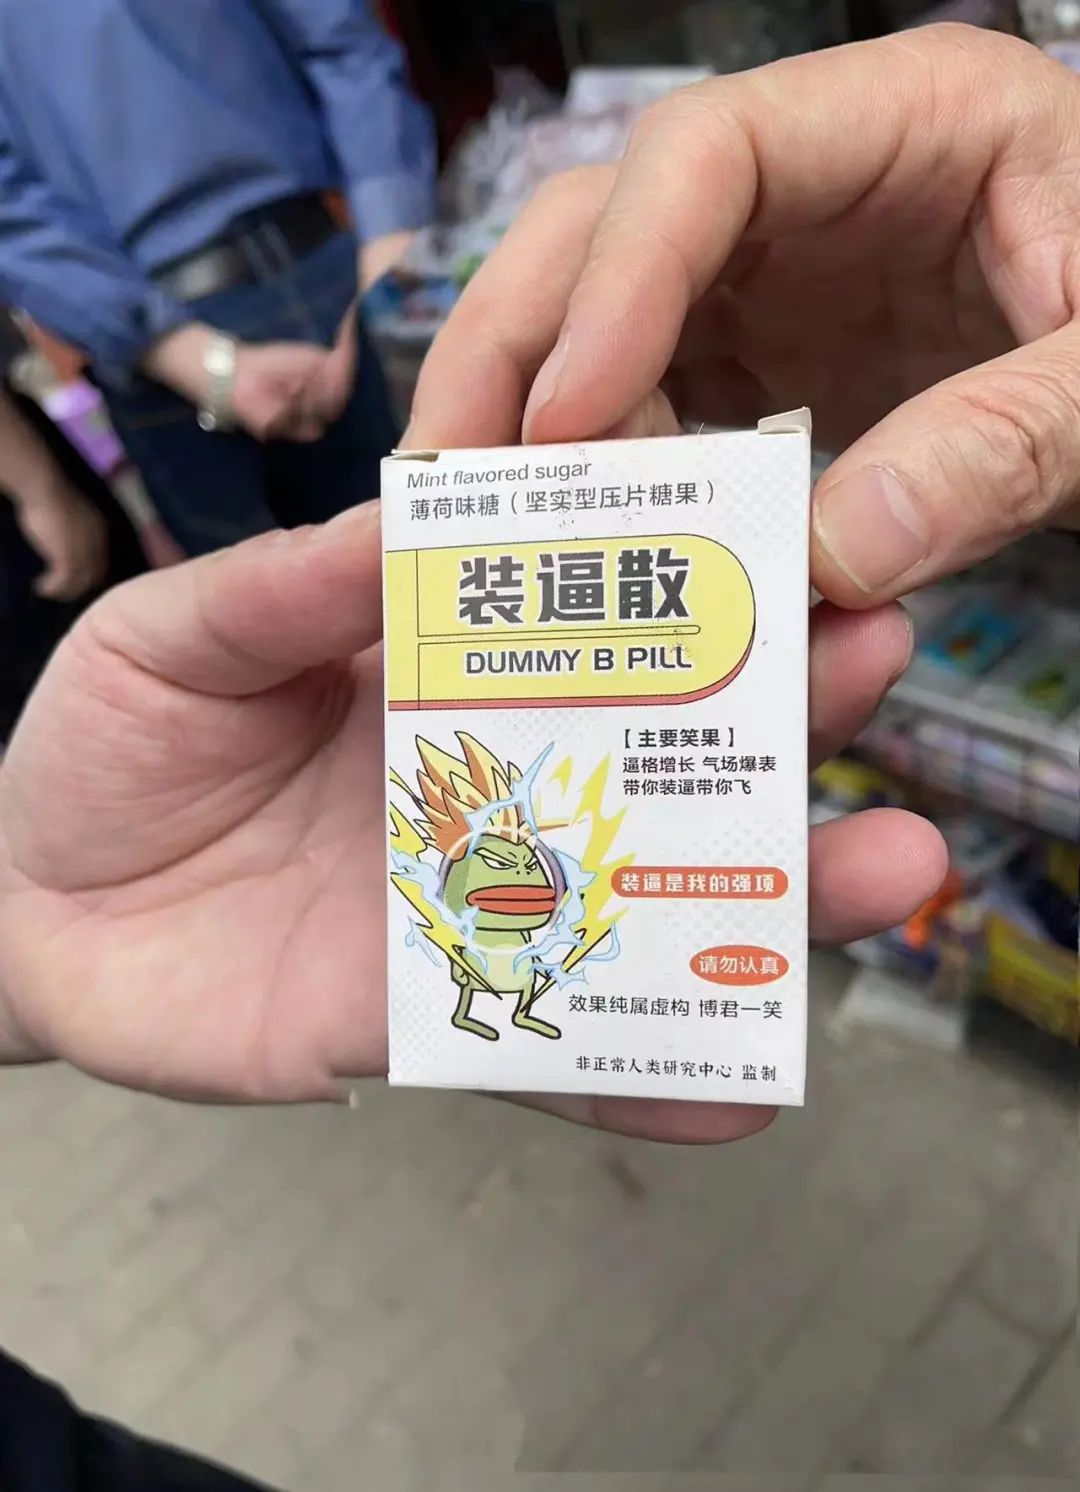 Mint flavored sugar
薄荷味糖（坚实型压片糖果）
装逼散
DUMMY B PILL
【主要笑果】
逼格增长 气场爆表
带你装逼带你飞
装逼是我的强项
请勿认真
效果纯属虚构 博君一笑
非正常人类研究中心 监制